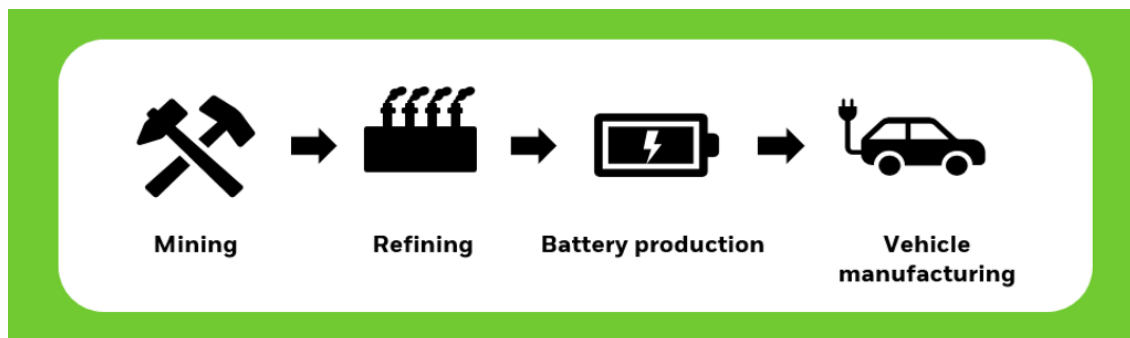 Mining
Refining
Battery production
Vehicle
manufacturing